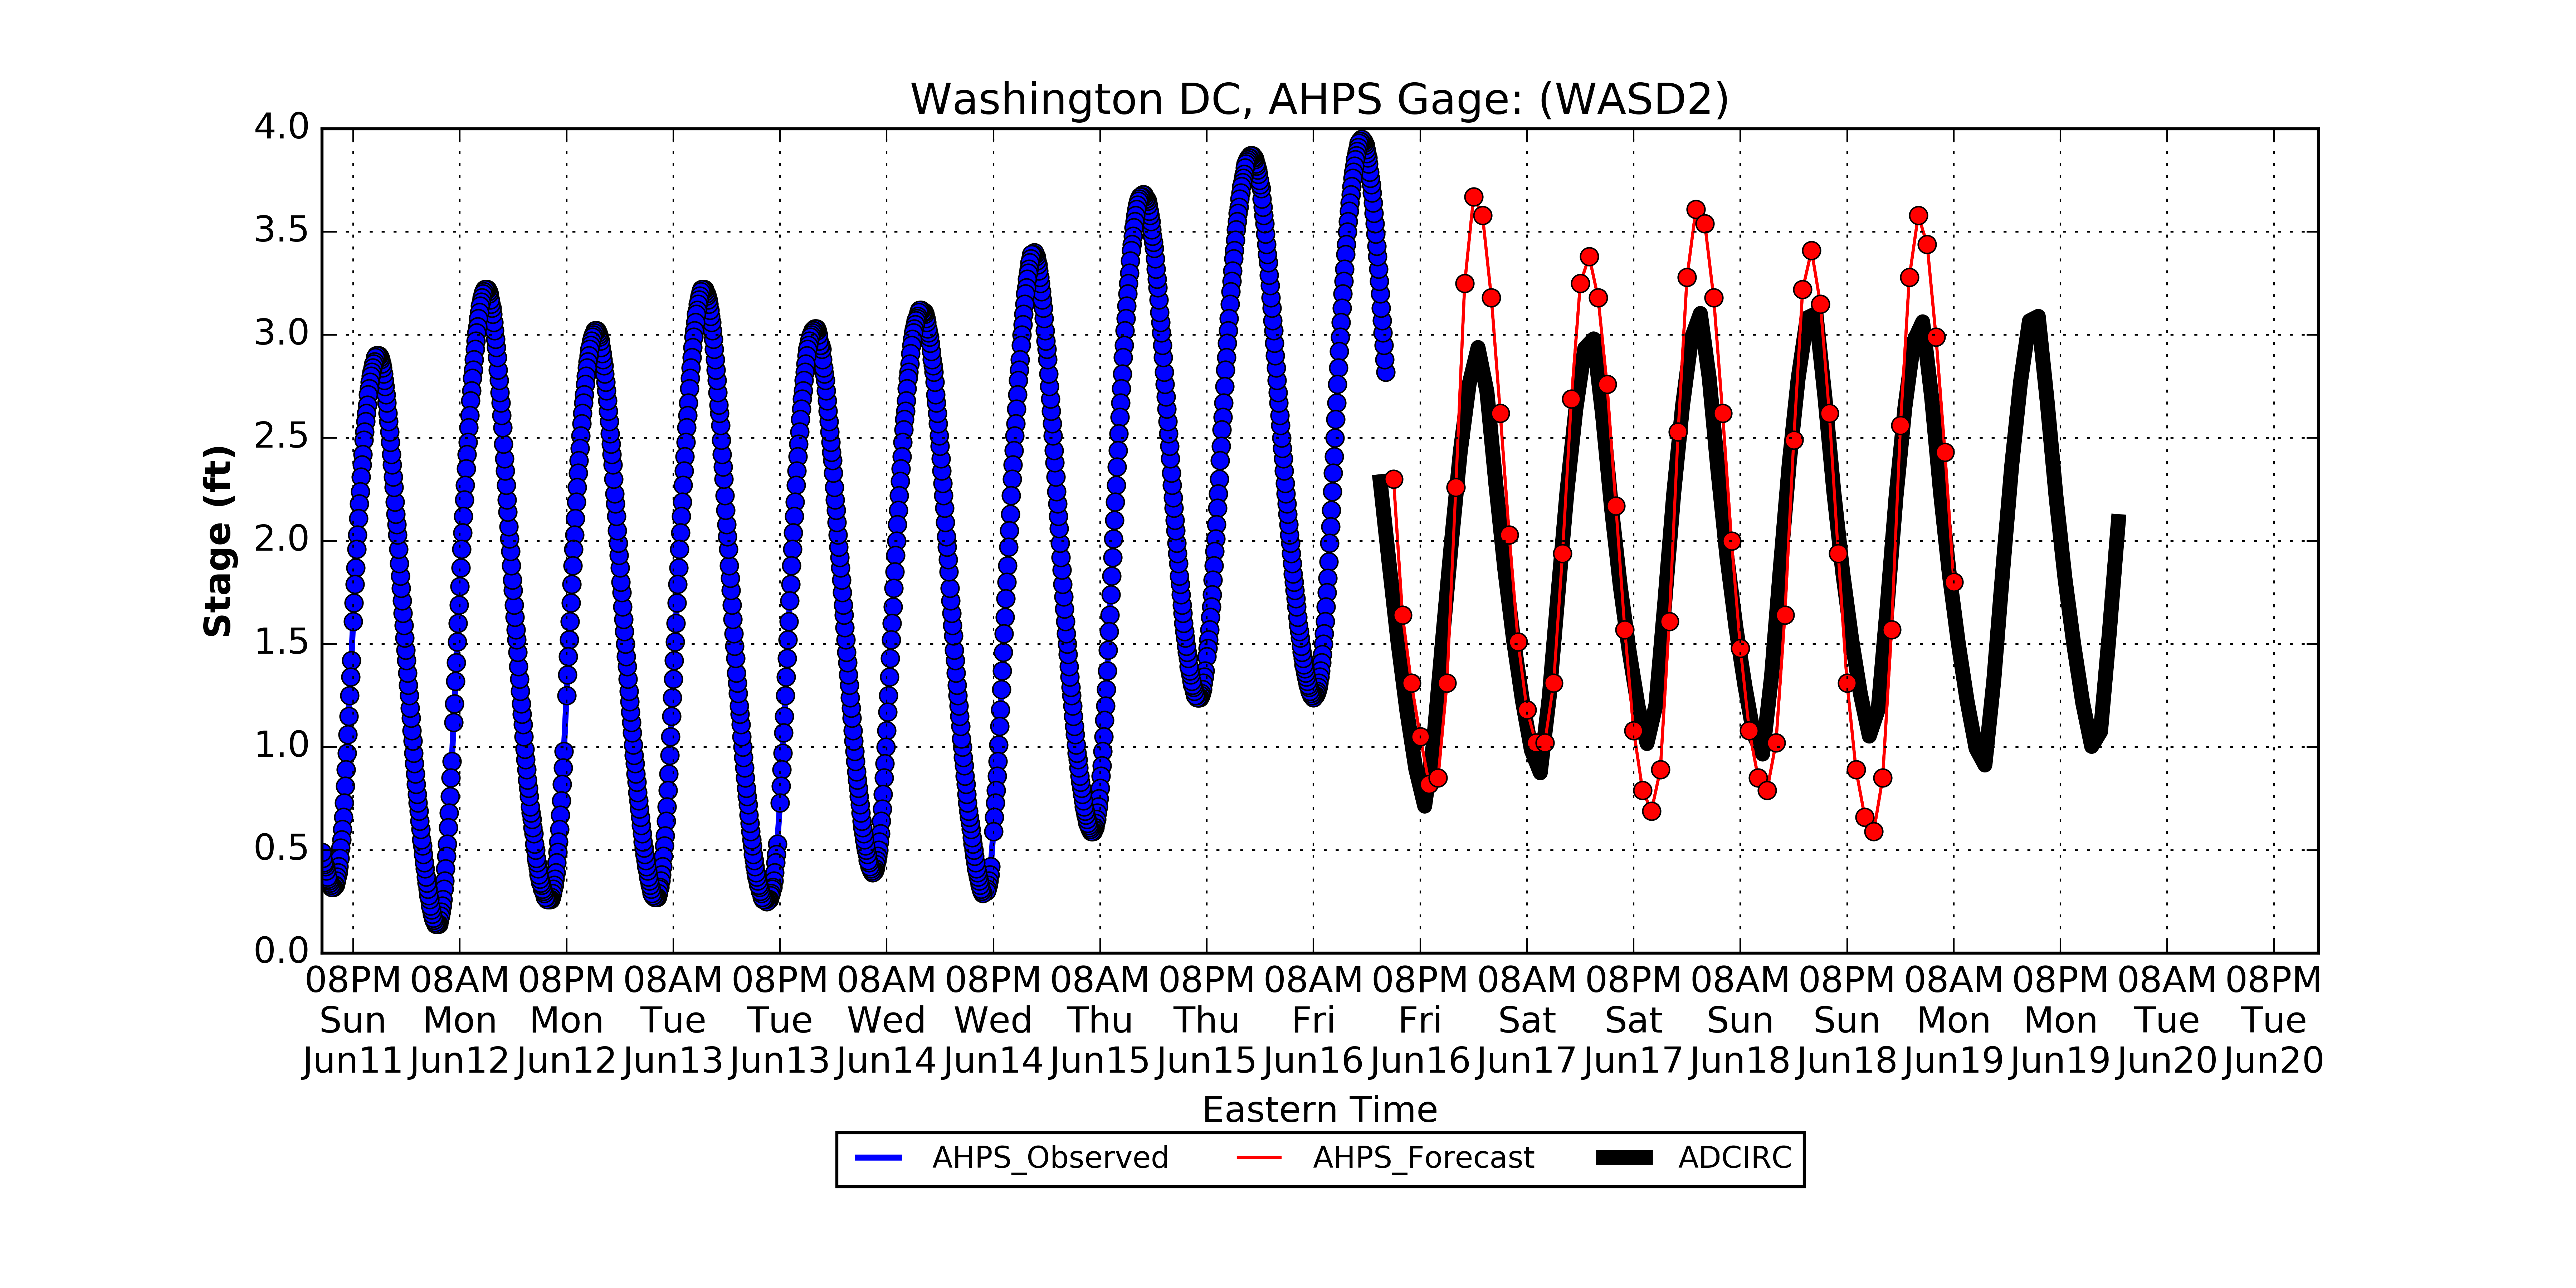 Washington DC, AHPS Gage: (WASD2)
4.0
3.5
3.0
2.5
2.0
1.5
1.0
0.5
0.0
Stage (ft)
08PM 08AM 08PM 08AM 08PM 08AM 08PM 08AM 08PM 08AM 08PM 08AM 08PM 08AM 08PM 08AM 08PM 08AM 08PM
Sun Mon Mon Tue Tue Wed Wed Thu Thu Fri Fri Sat Sat Sun Sun Mon Mon Tue Tue
Jun11 Jun12 Jun12 Jun13 Jun13 Jun14 Jun14 Jun15 Jun15 Jun16 Jun16 Jun17 Jun17 Jun18 Jun18 Jun19 Jun19 Jun20 Jun20
Eastern Time
AHPS_Observed AHPS_Forecast ADCIRC